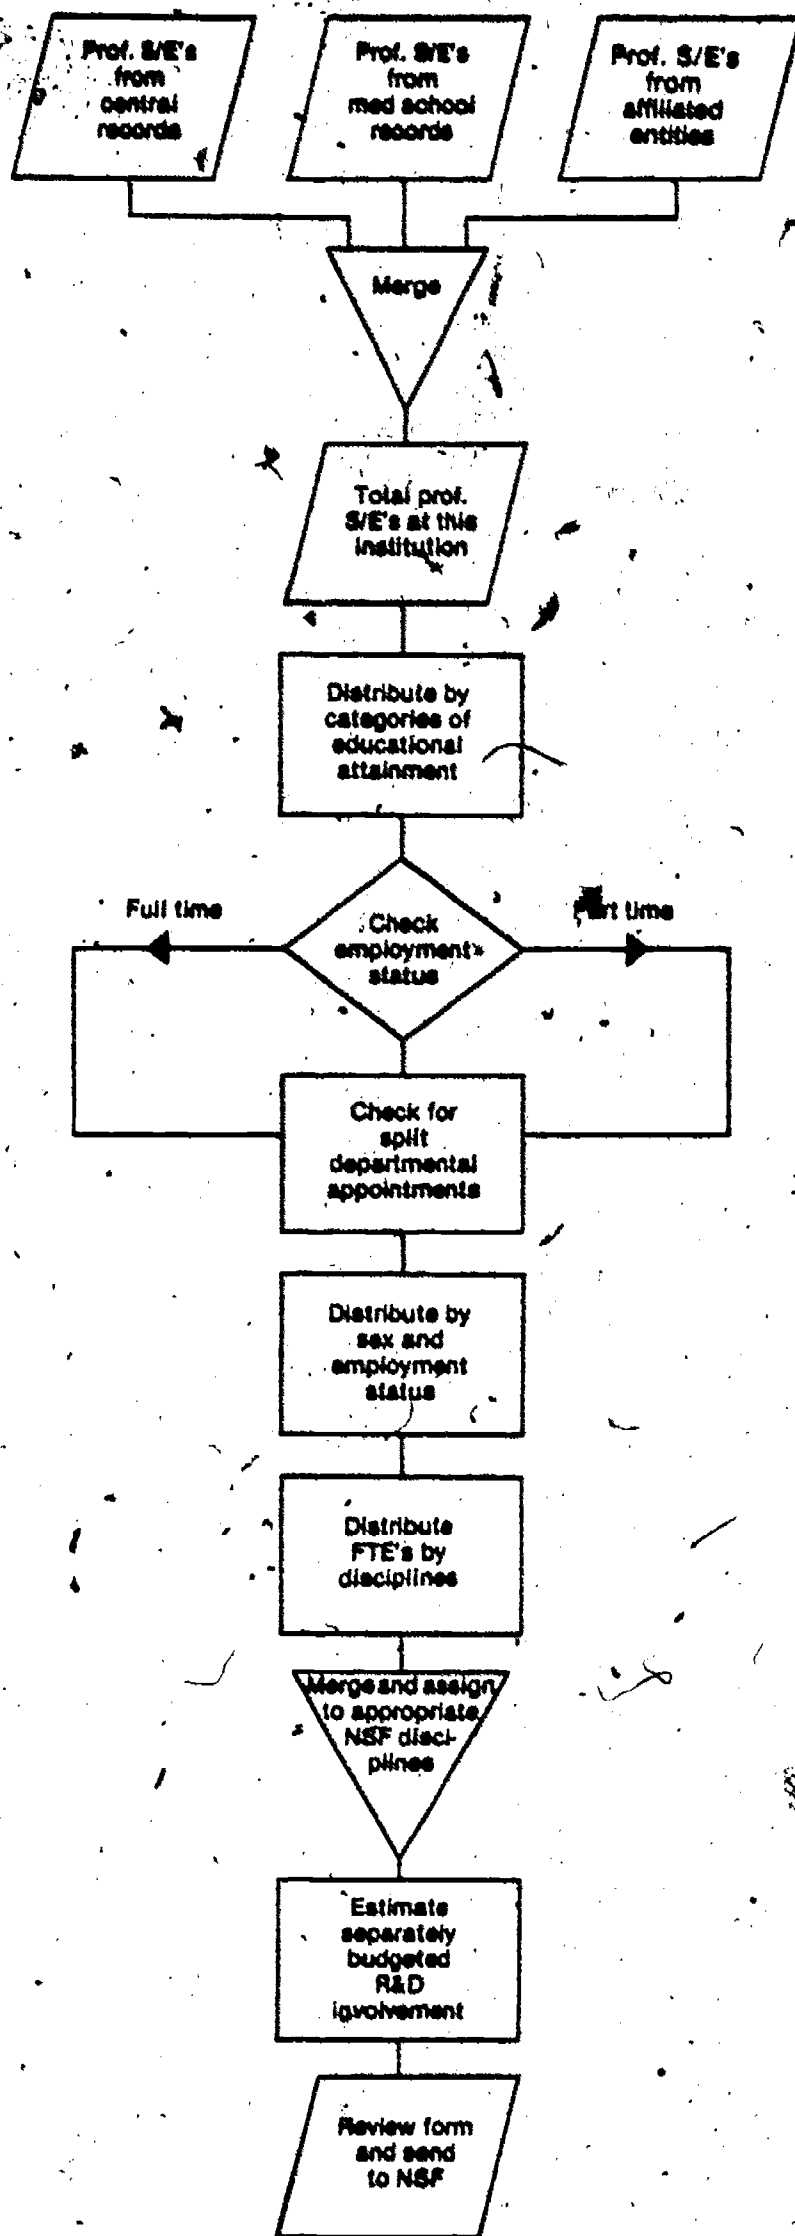 Prof. S/E's
from
central
records
Prof. S/E's
from
med school
records
Prof. S/E's
from
affiliated
entities
Merge
Total prof.
S/E's at this
institution
Distribute by
categories of
educational
attainment
Full time
Check
employment
status
Part time
Check for
split
departmental
appointments
Distribute by
sex and
employment
status
Distribute
FTE's by
disciplines
Merge and assign
to appropriate
NSF disci-
plines
Estimate
separately
budgeted
R&D
involvement
Review form
and send
to NSF